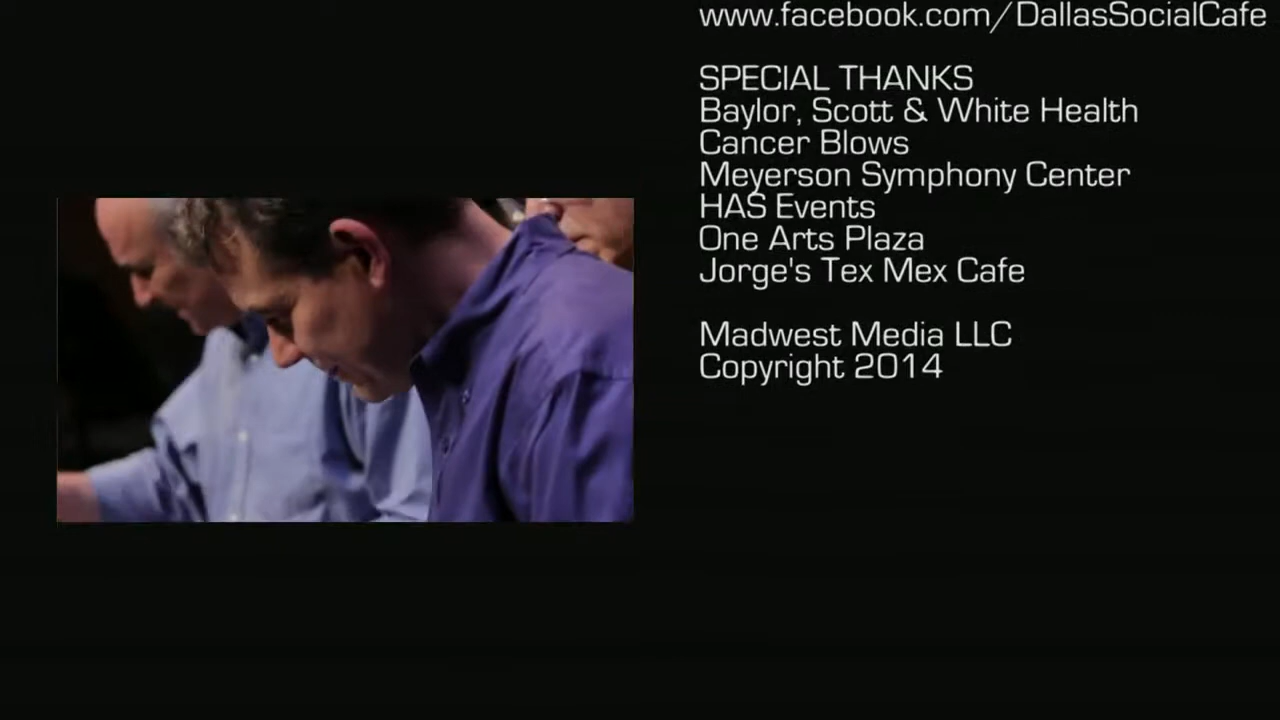 www.facebook.com/DallasSocialCafe
SPECIAL THANKS
Baylor, Scott & White Health
Cancer Blows
Meyerson Symphony Center
HAS Events
One Arts Plaza
Jorge's Tex Mex Cafe
Madwest Media LLC
Copyright 2014